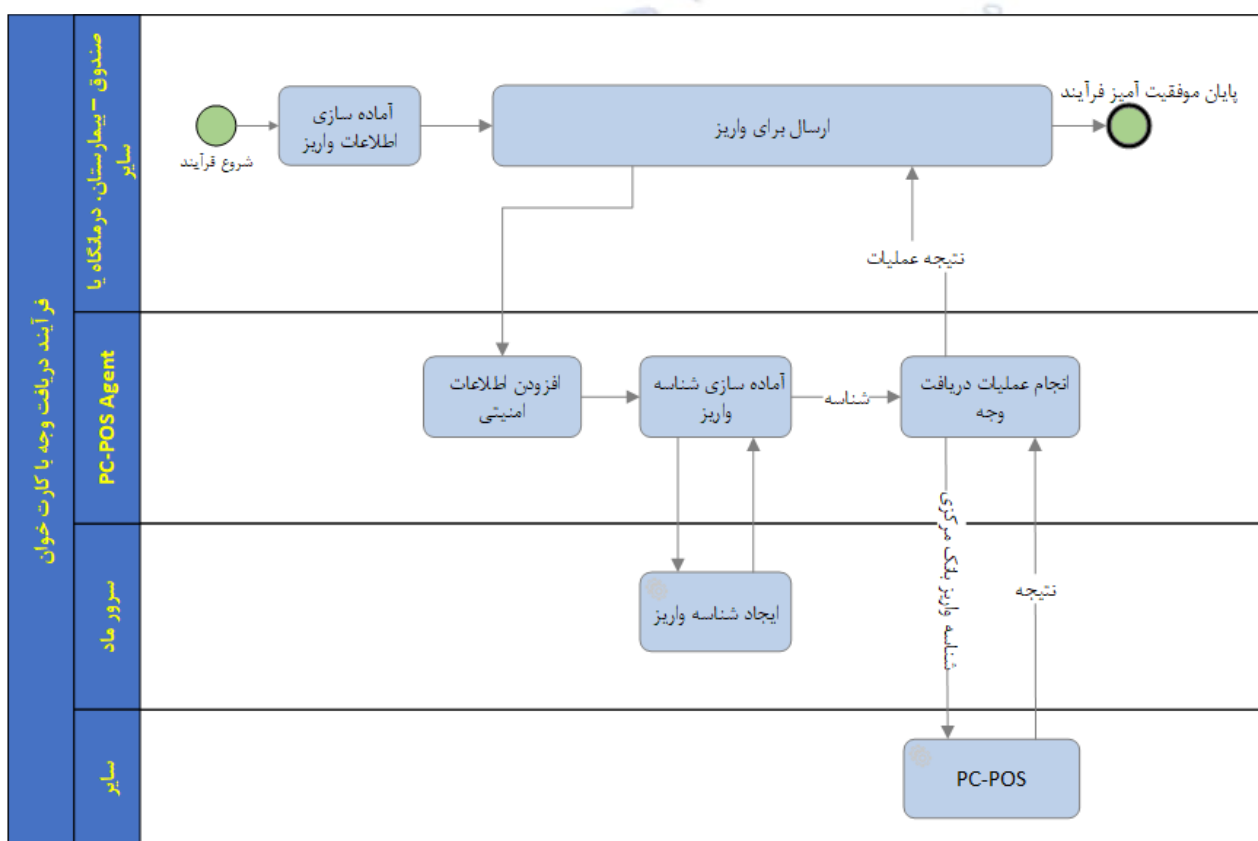 فرآیند دریافت وجه با کارت خوان
صندوق –بیمارستان، درمانگاه یا
سایر
شروع قرآیند
آماده سازی
اطلاعات واریز
ارسال برای واریز
پایان موفقیت آمیز فرآیند
نتیجه عملیات
PC-POS Agent
افزودن اطلاعات
امنیتی
آماده سازی شناسه
واریز
شناسه
انجام عملیات دریافت
وجه
شناسه واریز بانک مرکزی
نتیجه
سرور ماد
ایجاد شناسه واریز
سایر
PC-POS